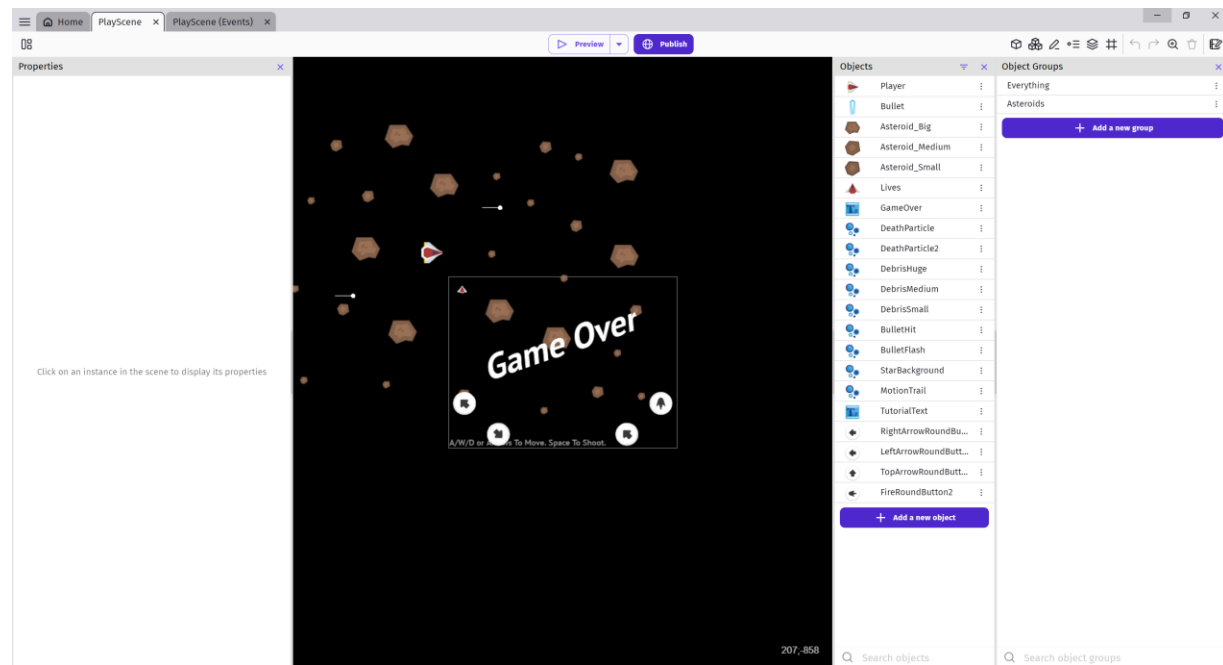 Home
PlayScene
PlayScene (Events)
Preview
Publish
Properties
Click on an instance in the scene to display its properties
Game Over
A/W/D or
s To Move. Space To Shoot.
207;-858
Objects
Player
Bullet
Asteroid_Big
Asteroid_Medium
Asteroid_Small
Lives
GameOver
DeathParticle
DeathParticle2
DebrisHuge
DebrisMedium
DebrisSmall
BulletHit
BulletFlash
StarBackground
MotionTrail
TutorialText
RightArrowRoundBu...
LeftArrowRoundButt...
TopArrowRoundButt...
FireRoundButton2
Add a new object
Search objects
Object Groups
Everything
Asteroids
Add a new group
Search object groups